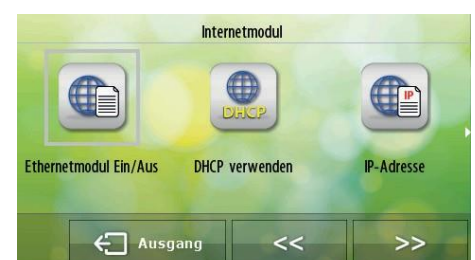 Internetmodul
DHCP
IP
Ethernetmodul Ein/Aus DHCP verwenden IP-Adresse
Ausgang << >>